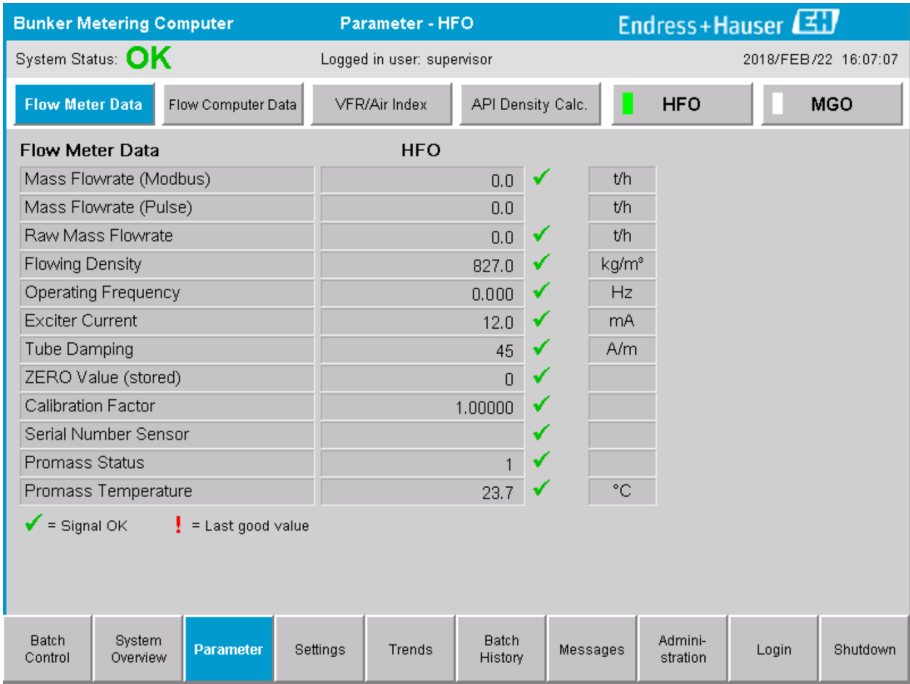 Bunker Metering Computer Parameter - HFO Endress+Hauser EH
System Status: OK Logged in user: supervisor 2018/FEB/22 16:07:07
Flow Meter Data Flow Computer Data VFR/Air Index API Density Calc. HFO MGO
Flow Meter Data HFO
Mass Flowrate (Modbus) 0.0 ✓ t/h
Mass Flowrate (Pulse) 0.0 t/h
Raw Mass Flowrate 0.0 ✓ t/h
Flowing Density 827.0 ✓ kg/m³
Operating Frequency 0.000 ✓ Hz
Exciter Current 12.0 ✓ mA
Tube Damping 45 ✓ A/m
ZERO Value (stored) 0 ✓
Calibration Factor 1.00000 ✓
Serial Number Sensor ✓
Promass Status 1 ✓
Promass Temperature 23.7 ✓ °C
✓ = Signal OK ! = Last good value
Batch Control System Overview Parameter Settings Trends Batch History Messages Admini-stration Login Shutdown